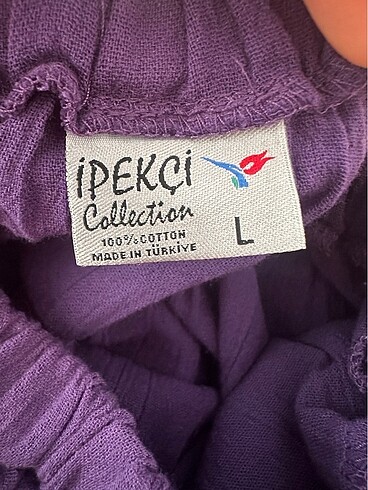 İPEKÇİ
Collection
100% COTTON
MADE IN TÜRKİYE
L